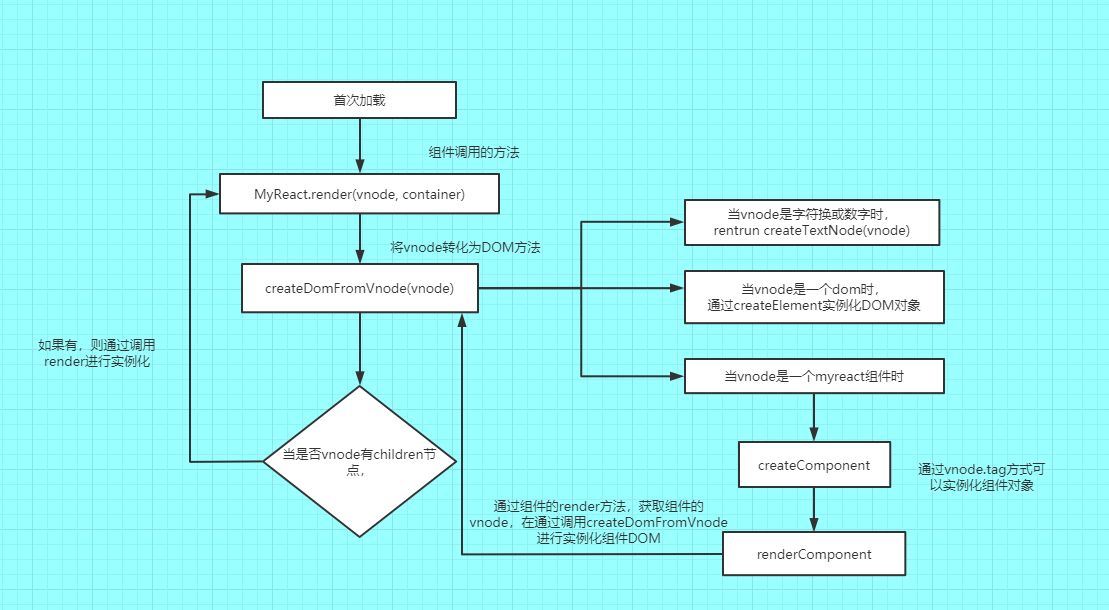 首次加载
组件调用的方法
MyReact.render(vnode, container)
将vnode转化为DOM方法
createDomFromVnode(vnode)
当vnode是字符换或数字时，
rentrun createTextNode(vnode)
当vnode是一个dom时，
通过createElement实例化DOM对象
当vnode是一个myreact组件时
如果有，则通过调用
render进行实例化
当是否vnode有children节
点，
createComponent
通过vnode.tag方式可
以实例化组件对象
通过组件的render方法，获取组件的
vnode，在通过调用createDomFromVnode
进行实例化组件DOM
renderComponent